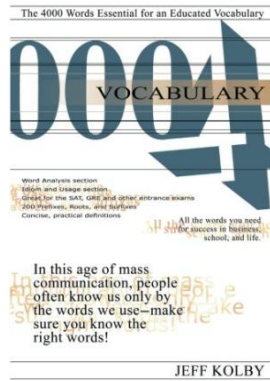 The 4000 Words Essential for an Educated Vocabulary
4000
VOCABULARY
Word Analysis section
Idiom and Usage section
Great for the SAT, GRE and other entrance exams
200 Prefixes, Roots, and Suffixes
Concise, practical definitions
All the words you need
for success in business,
school, and life.
In this age of mass
communication, people
often know us only by
the words we use—make
sure you know the
right words!
JEFF KOLBY